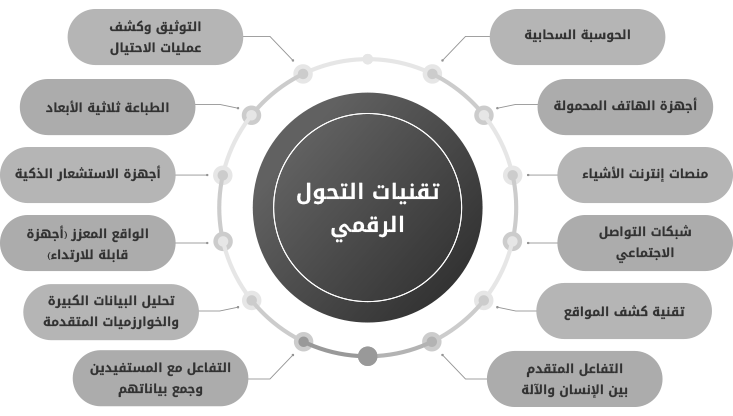 تقنيات التحول
الرقمي
الحوسبة السحابية
أجهزة الهاتف المحمولة
منصات إنترنت الأشياء
شبكات التواصل
الاجتماعي
تقنية كشف المواقع
التفاعل المتقدم
بين الإنسان والآلة
التوثيق وكشف
عمليات الاحتيال
الطباعة ثلاثية الأبعاد
أجهزة الاستشعار الذكية
الواقع المعزز (أجهزة
قابلة للارتداء)
تحليل البيانات الكبيرة
والخوارزميات المتقدمة
التفاعل مع المستفيدين
وجمع بياناتهم